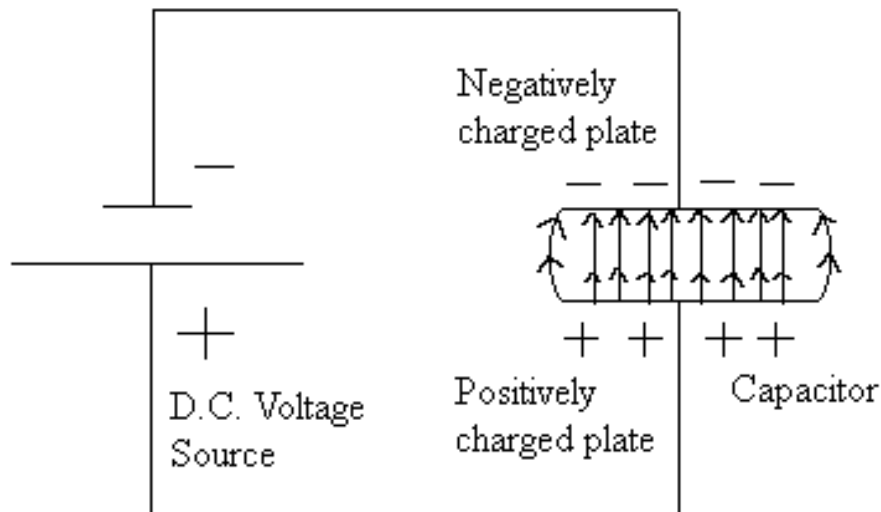 Negatively
charged plate
− − − −
−
+
+ + + +
D.C. Voltage
Source
Positively
charged plate
Capacitor